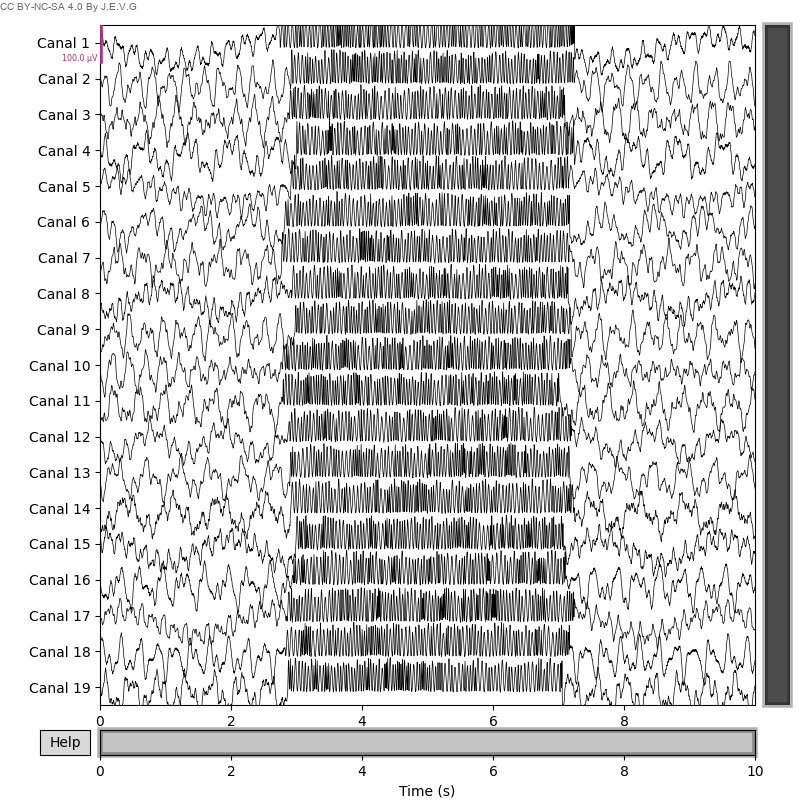 CC BY-NC-SA 4.0 By J.E.V.G
Canal 1
100.0 µV
Canal 2
Canal 3
Canal 4
Canal 5
Canal 6
Canal 7
Canal 8
Canal 9
Canal 10
Canal 11
Canal 12
Canal 13
Canal 14
Canal 15
Canal 16
Canal 17
Canal 18
Canal 19
0 2 4 6 8
Help
0 2 4 6 8 10
Time (s)